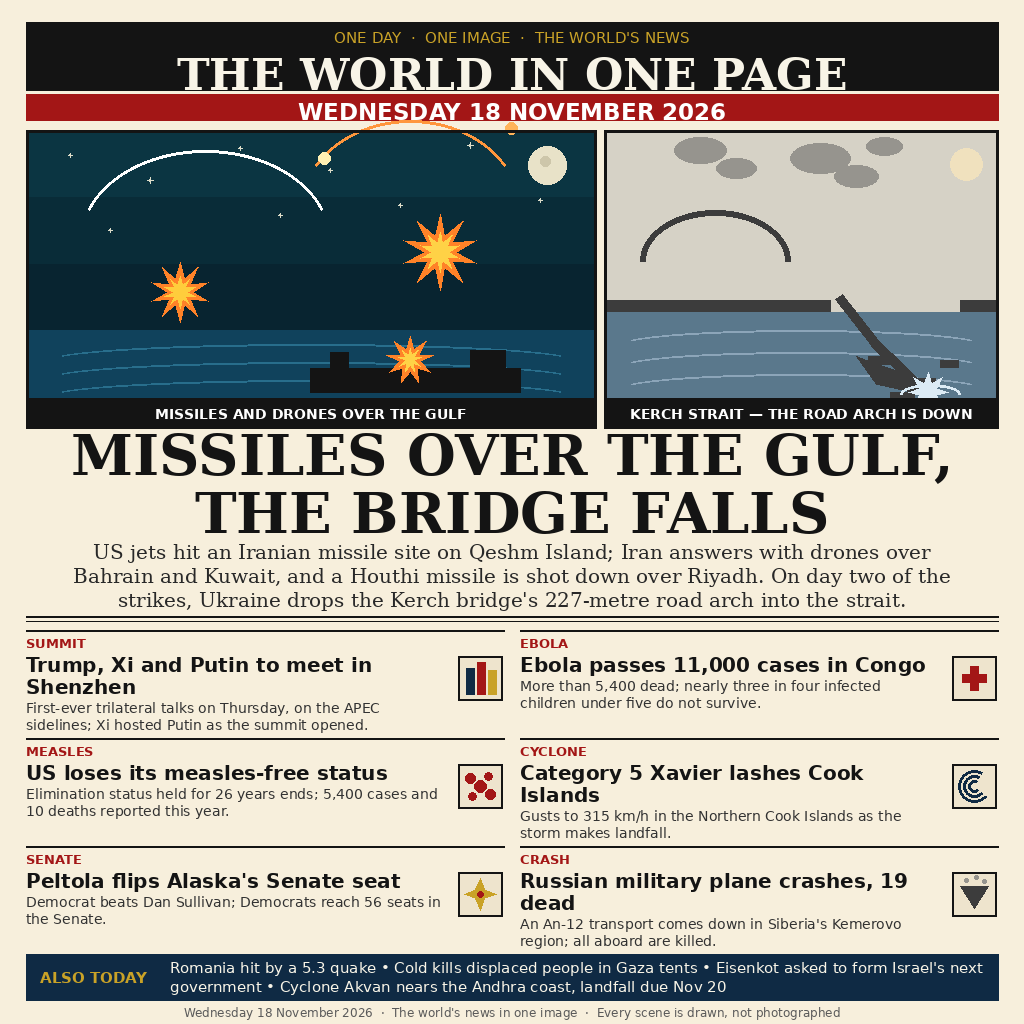 ONE DAY · ONE IMAGE · THE WORLD'S NEWS
THE WORLD IN ONE PAGE
WEDNESDAY 18 NOVEMBER 2026
MISSILES AND DRONES OVER THE GULF
KERCH STRAIT — THE ROAD ARCH IS DOWN
MISSILES OVER THE GULF,
THE BRIDGE FALLS
US jets hit an Iranian missile site on Qeshm Island; Iran answers with drones over
Bahrain and Kuwait, and a Houthi missile is shot down over Riyadh. On day two of the
strikes, Ukraine drops the Kerch bridge's 227-metre road arch into the strait.
SUMMIT
Trump, Xi and Putin to meet in
Shenzhen
First-ever trilateral talks on Thursday, on the APEC
sidelines; Xi hosted Putin as the summit opened.
EBOLA
Ebola passes 11,000 cases in Congo
More than 5,400 dead; nearly three in four infected
children under five do not survive.
MEASLES
US loses its measles-free status
Elimination status held for 26 years ends; 5,400 cases and
10 deaths reported this year.
CYCLONE
Category 5 Xavier lashes Cook
Islands
Gusts to 315 km/h in the Northern Cook Islands as the
storm makes landfall.
SENATE
Peltola flips Alaska's Senate seat
Democrat beats Dan Sullivan; Democrats reach 56 seats in
the Senate.
CRASH
Russian military plane crashes, 19
dead
An An-12 transport comes down in Siberia's Kemerovo
region; all aboard are killed.
ALSO TODAY
Romania hit by a 5.3 quake • Cold kills displaced people in Gaza tents • Eisenkot asked to form Israel's next
government • Cyclone Akvan nears the Andhra coast, landfall due Nov 20
Wednesday 18 November 2026 · The world's news in one image · Every scene is drawn, not photographed